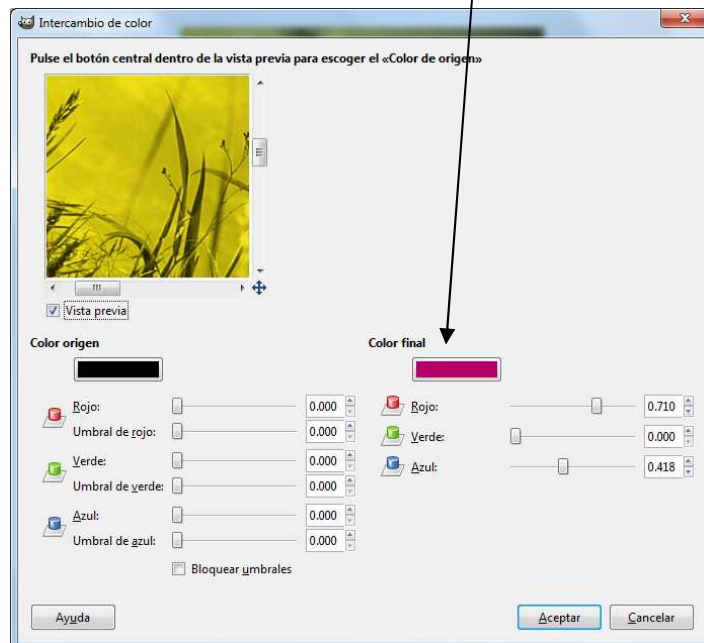 Intercambio de color
Pulse el botón central dentro de la vista previa para escoger el «Color de origen»
Vista previa
Color origen
Color final
Rojo: 0.000
Rojo: 0.710
Umbral de rojo: 0.000
Verde: 0.000
Verde: 0.000
Umbral de verde: 0.000
Azul: 0.418
Azul: 0.000
Umbral de azul: 0.000
Bloquear umbrales
Ayuda
Aceptar
Cancelar